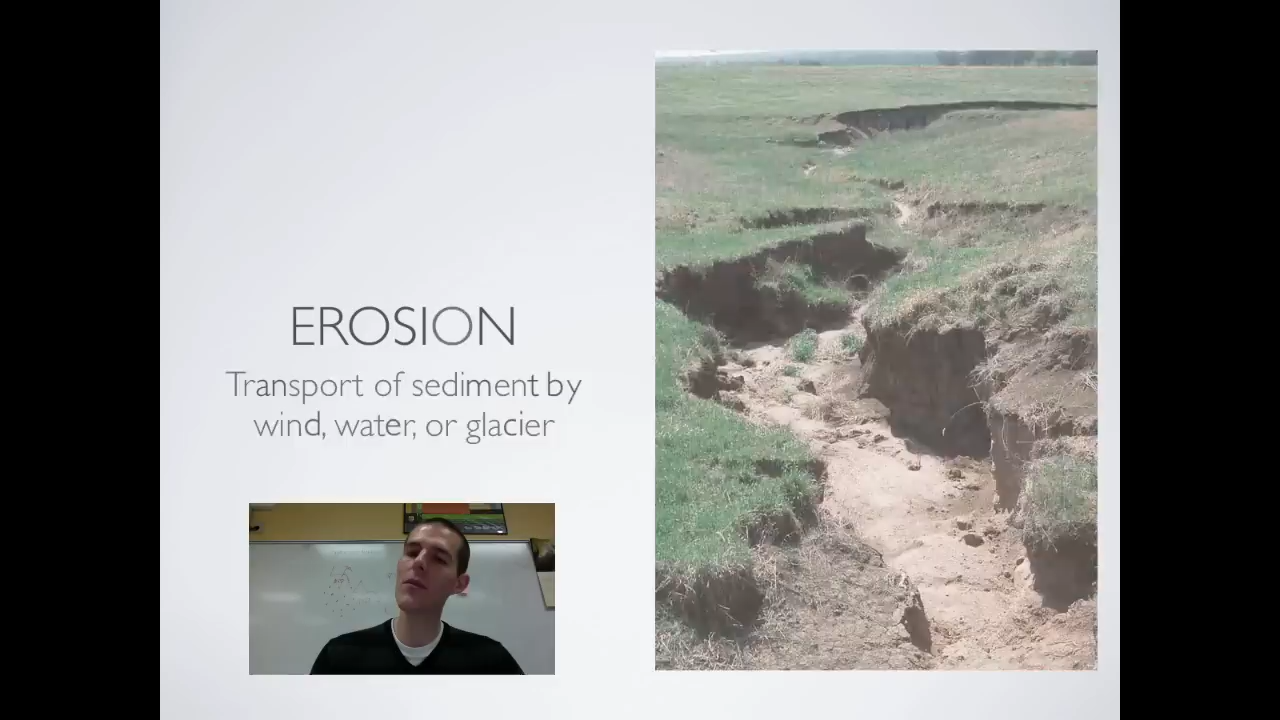 EROSION
Transport of sediment by
wind, water, or glacier